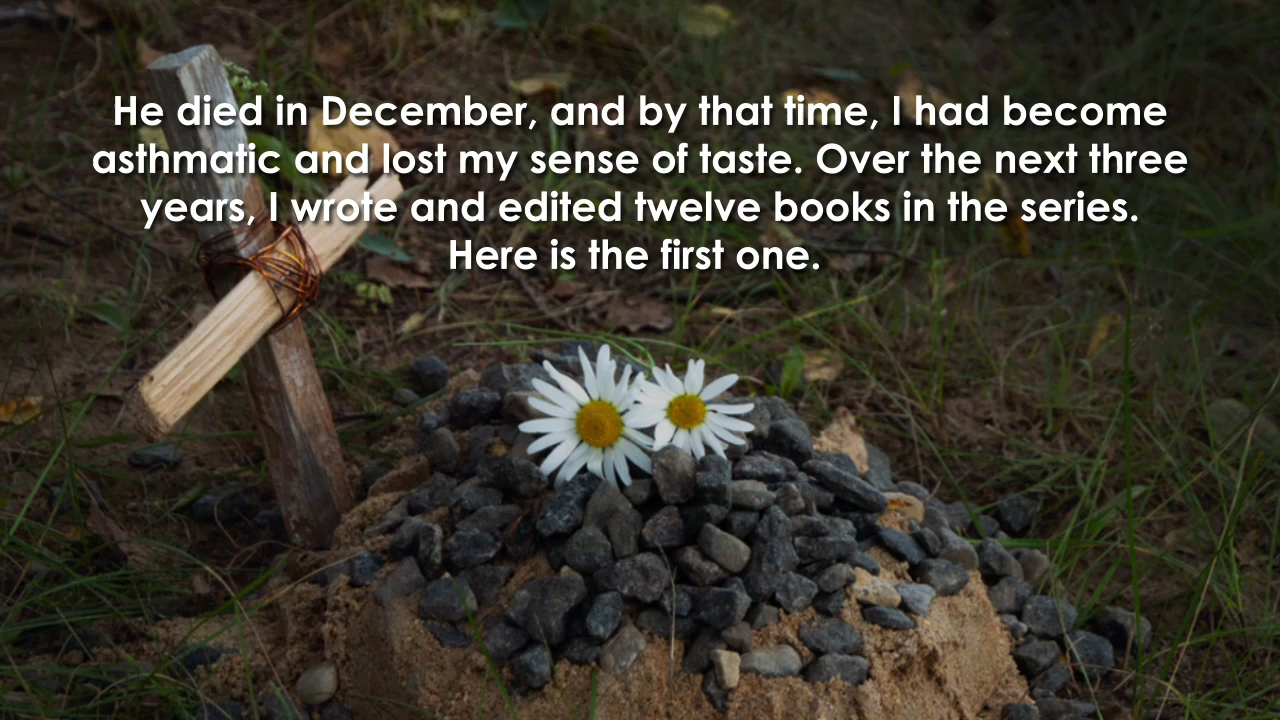 He died in December, and by that time, I had become
asthmatic and lost my sense of taste. Over the next three
years, I wrote and edited twelve books in the series.
Here is the first one.